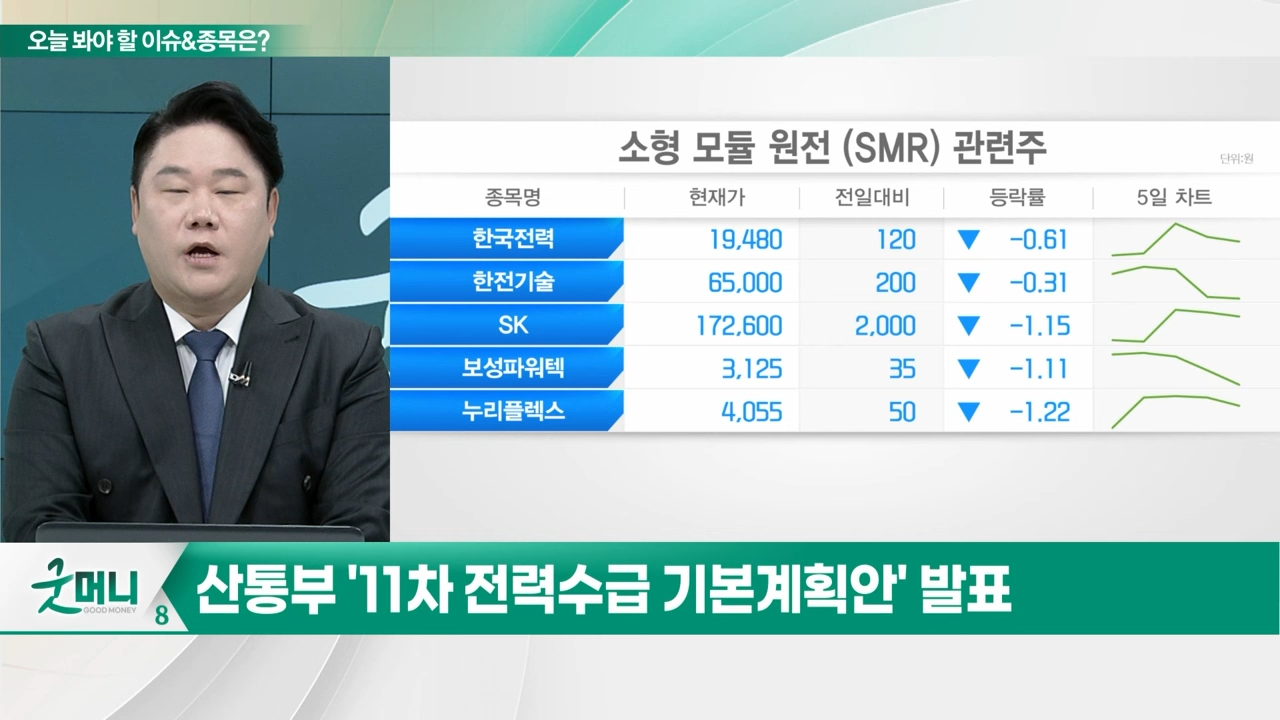 오늘 봐야 할 이슈&종목은?
소형 모듈 원전 (SMR) 관련주
단위:원
종목명 현재가 전일대비 등락률 5일 차트
한국전력 19,480 120 ▼ -0.61
한전기술 65,000 200 ▼ -0.31
SK 172,600 2,000 ▼ -1.15
보성파워텍 3,125 35 ▼ -1.11
누리플렉스 4,055 50 ▼ -1.22
굿머니
GOOD MONEY
8
산통부 '11차 전력수급 기본계획안' 발표